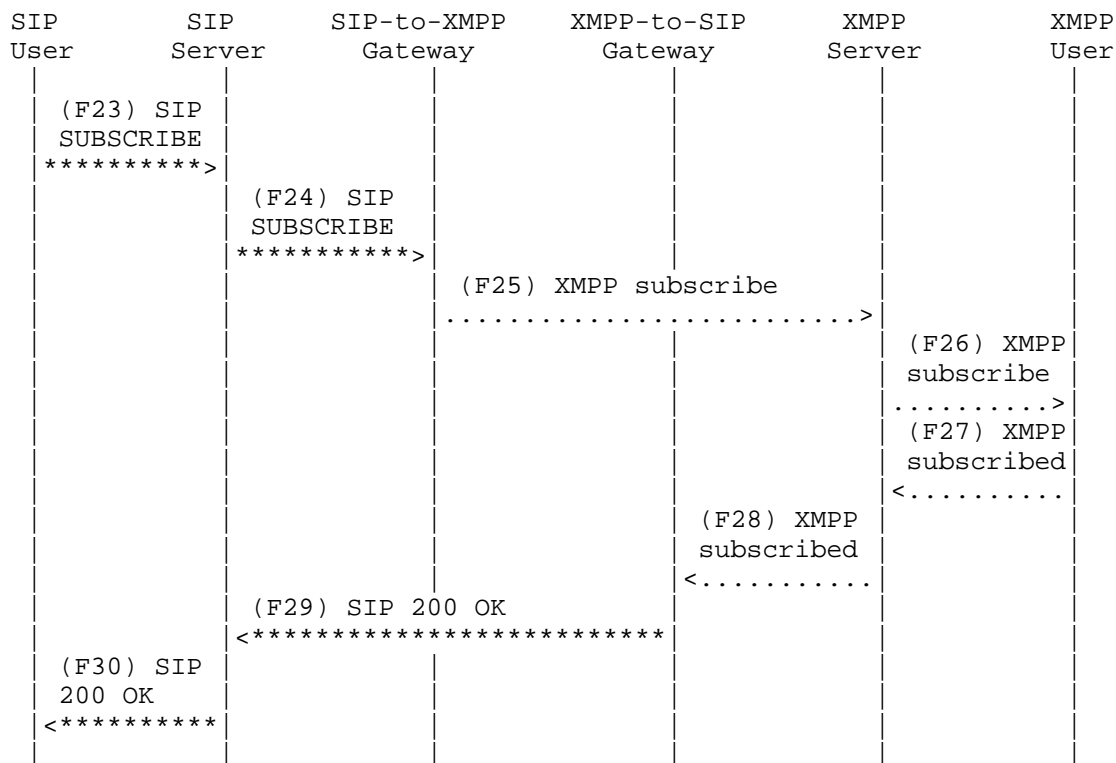 SIP SIP SIP-to-XMPP XMPP-to-SIP XMPP XMPP
User Server Gateway Gateway Server User
(F23) SIP
SUBSCRIBE
**********>
(F24) SIP
SUBSCRIBE
***********>
(F25) XMPP subscribe
..........................>
(F26) XMPP
subscribe
..........>
(F27) XMPP
subscribed
<...........
(F28) XMPP
subscribed
<............
(F29) SIP 200 OK
<**************************
(F30) SIP
200 OK
<**********